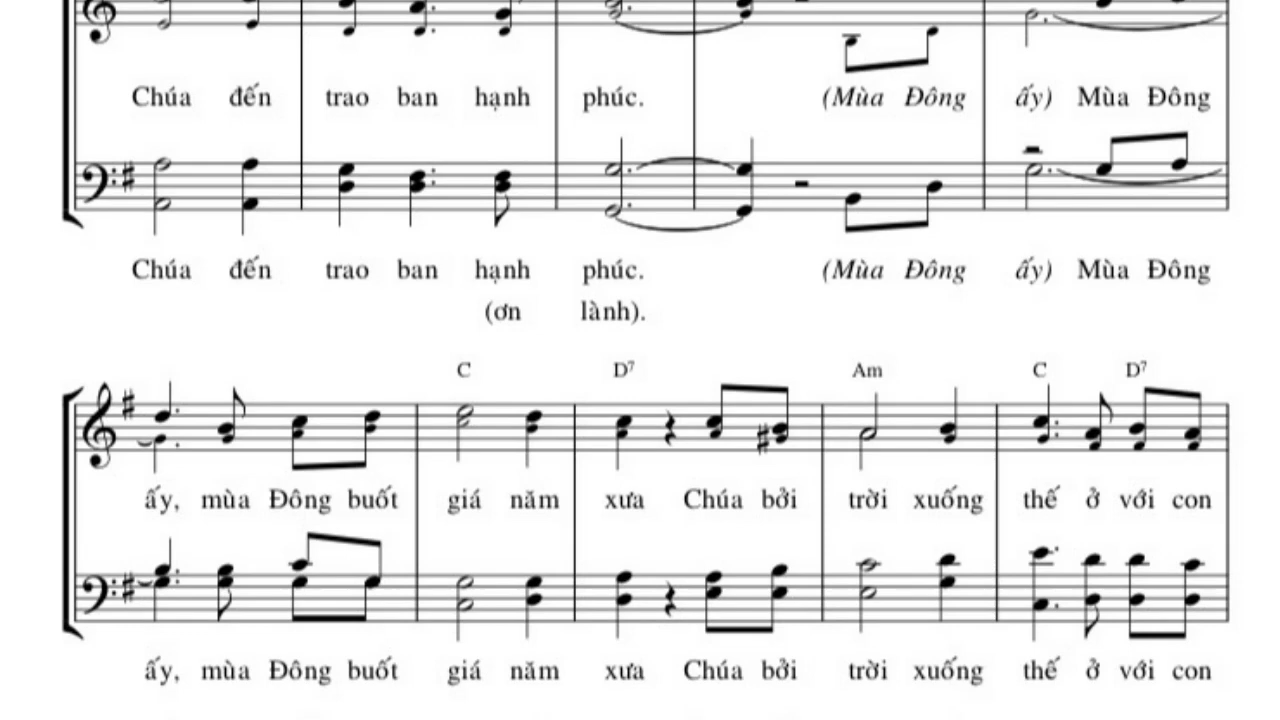 Chúa đến trao ban hạnh phúc. (Mùa Đông ấy) Mùa Đông
Chúa đến trao ban hạnh phúc. (Mùa Đông ấy) Mùa Đông
(ơn lành).
C D7 Am C D7
ấy, mùa Đông buốt giá năm xưa Chúa bởi trời xuống thế ở với con
ấy, mùa Đông buốt giá năm xưa Chúa bởi trời xuống thế ở với con